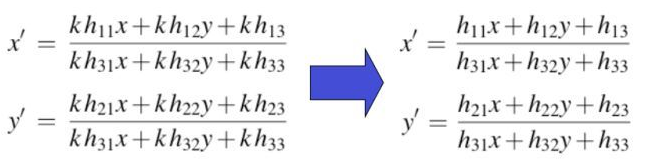 x′ = (kh₁₁x + kh₁₂y + kh₁₃) / (kh₃₁x + kh₃₂y + kh₃₃)
y′ = (kh₂₁x + kh₂₂y + kh₂₃) / (kh₃₁x + kh₃₂y + kh₃₃)
x′ = (h₁₁x + h₁₂y + h₁₃) / (h₃₁x + h₃₂y + h₃₃)
y′ = (h₂₁x + h₂₂y + h₂₃) / (h₃₁x + h₃₂y + h₃₃)